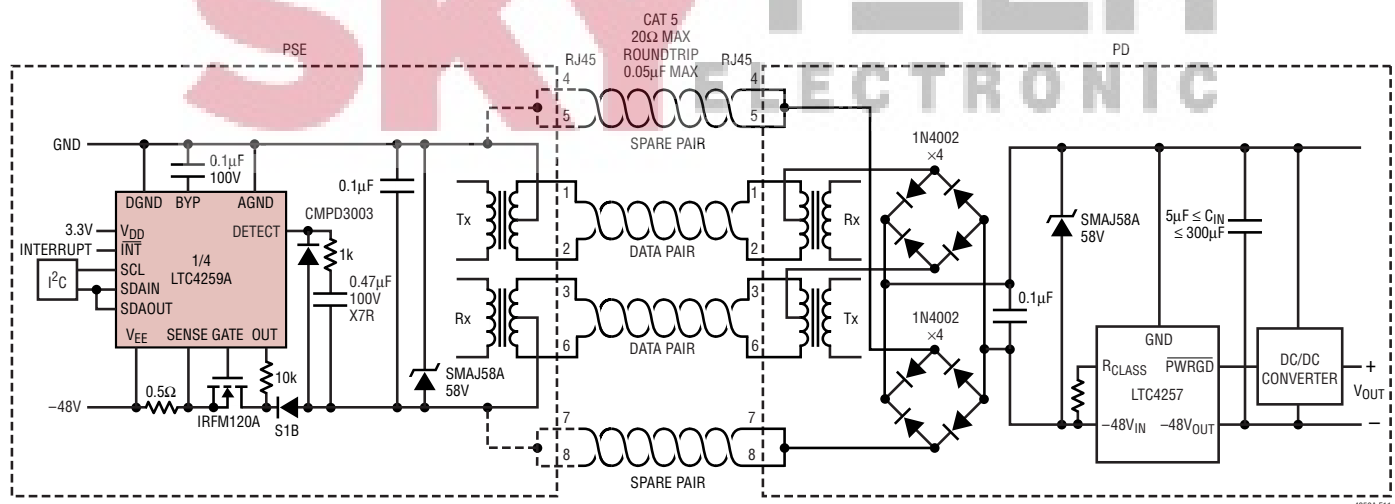 SKY TECH
ELECTRONIC
PSE
CAT 5
20Ω MAX
ROUNDTRIP
0.05μF MAX
RJ45
RJ45
PD
4
5
4
5
SPARE PAIR
GND
0.1μF
100V
0.1μF
DGND BYP AGND
CMPD3003
3.3V
VDD
DETECT
INTERRUPT
INT
1k
I2C
SCL
SDAIN
SDAOUT
1/4
LTC4259A
0.47μF
100V
X7R
VEE SENSE GATE OUT
0.5Ω
10k
–48V
IRFM120A
S1B
SMAJ58A
58V
Tx
1
2
DATA PAIR
1
2
Rx
Rx
3
6
DATA PAIR
3
6
Tx
7
8
7
8
SPARE PAIR
1N4002
×4
1N4002
×4
0.1μF
SMAJ58A
58V
5μF ≤ CIN
≤ 300μF
GND
RCLASS
PWRGD
LTC4257
–48VIN
–48VOUT
DC/DC
CONVERTER
+
VOUT
–